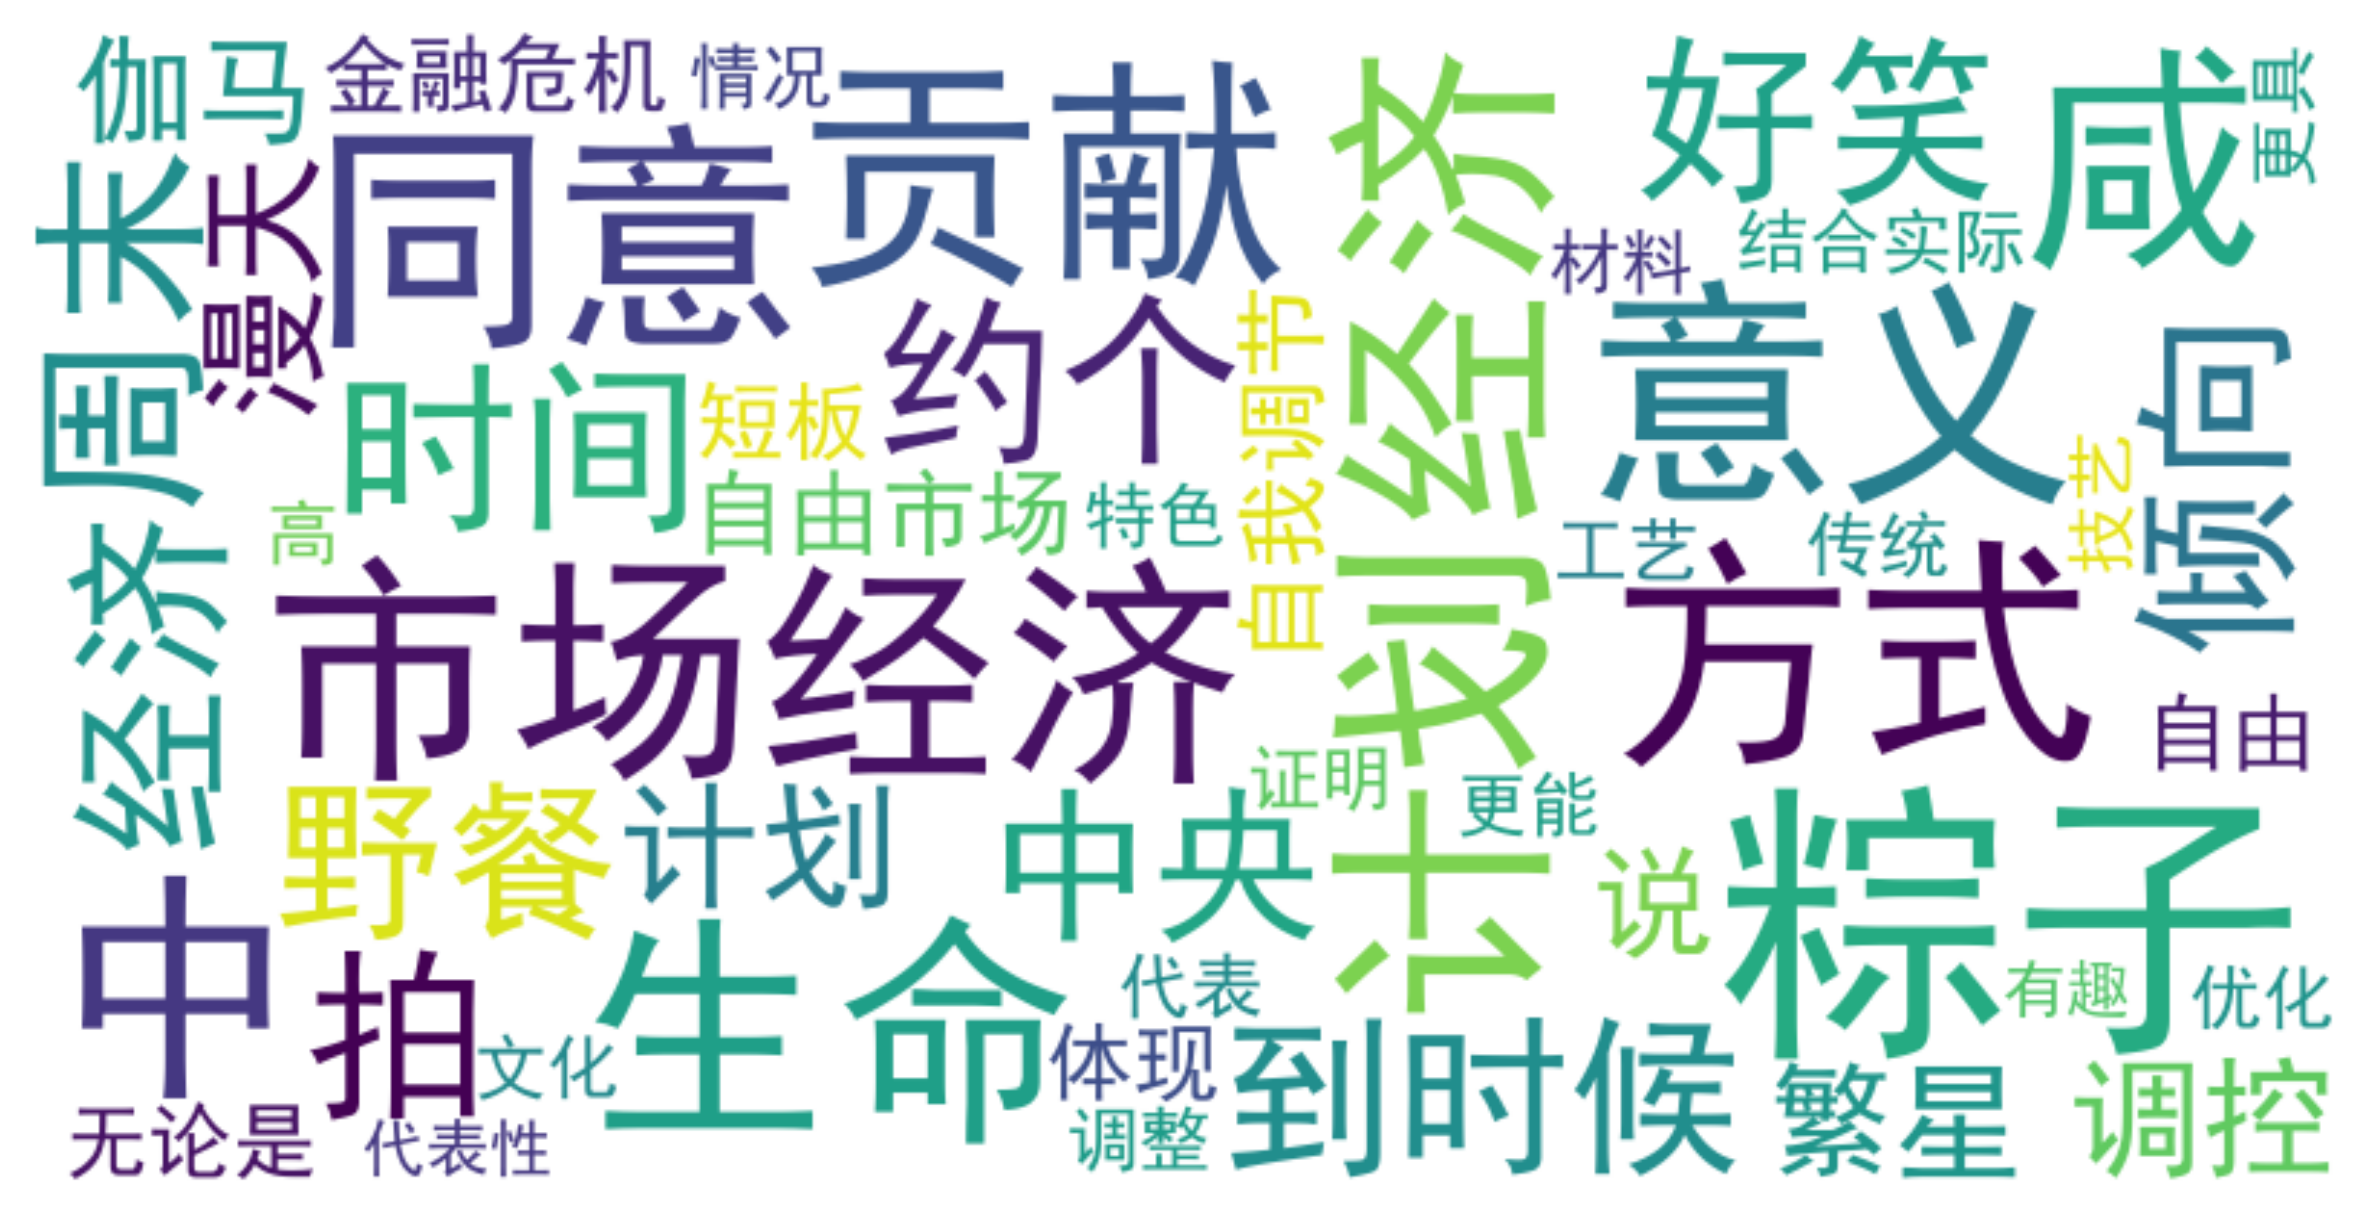 伽马
金融危机
情况
贡献
计划经济
好笑
咸
更具
周末
漫天
同意
材料
结合实际
约个
自我调节
意义
倾向
时间
短板
自由市场
特色
高
工艺
传统
技艺
经济
市场经济
方式
自由
野餐
计划
中央
证明
更能
说
粽子
中
拍
文化
生命
代表
体现
到时候
有趣
优化
繁星
调控
无论是
代表性
调整